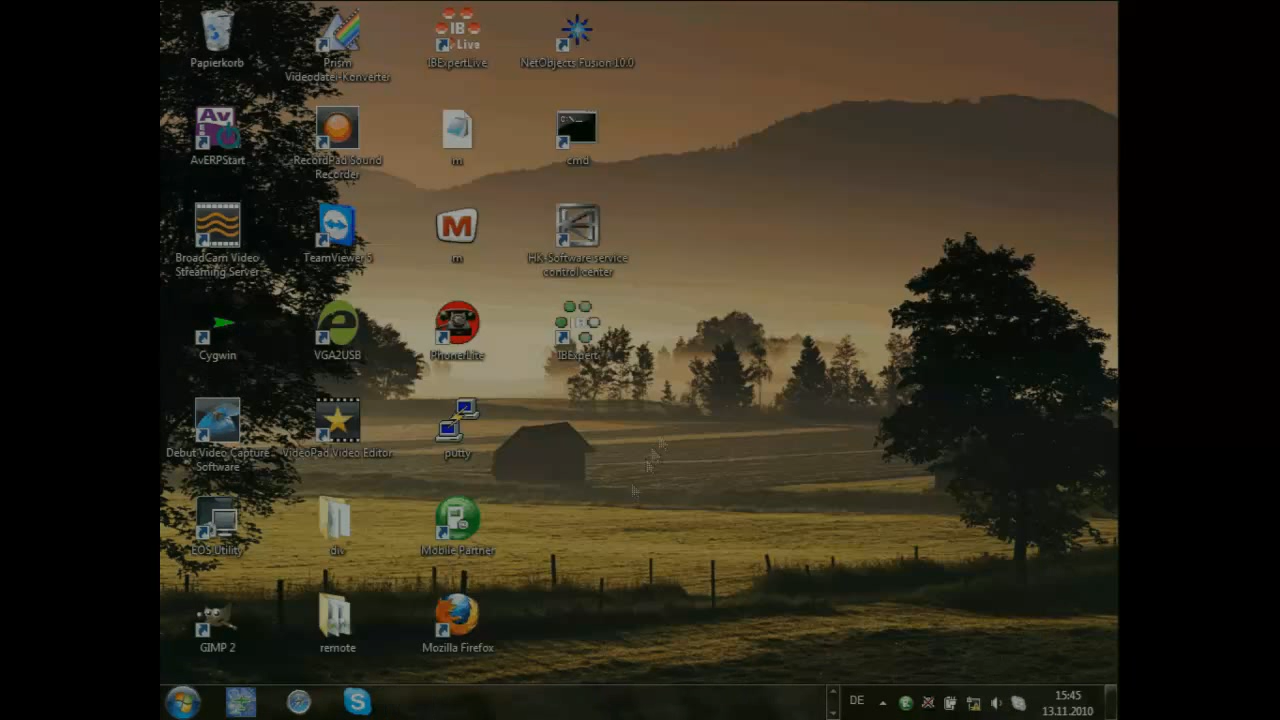 Papierkorb
Prism
Videodatei-Konverter
IB
Live
IBExpertLive
NetObjects Fusion 10.0
Av
AvERPStart
RecordPad Sound
Recorder
m
C:\
cmd
BroadCam Video
Streaming Server
TeamViewer 5
M
m
HK-Software service
control center
Cygwin
VGA2USB
PhonerLite
IBExpert
Debut Video Capture
Software
VideoPad Video Editor
putty
EOS Utility
div
Mobile Partner
GIMP 2
remote
Mozilla Firefox
S
DE
15:45
13.11.2010